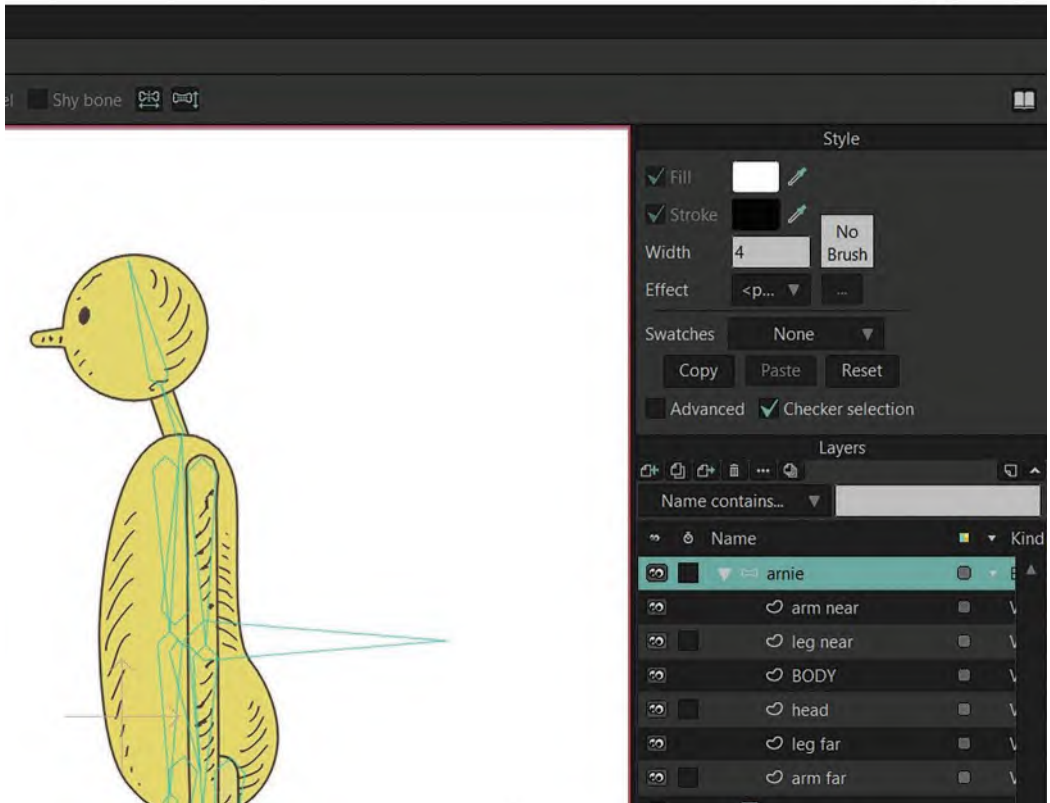 Shy bone
Style
Fill
Stroke
No
Brush
Width 4
Effect <p... ...
Swatches None
Copy Paste Reset
Advanced Checker selection
Layers
Name contains...
Name Kind
arnie
arm near
leg near
BODY
head
leg far
arm far